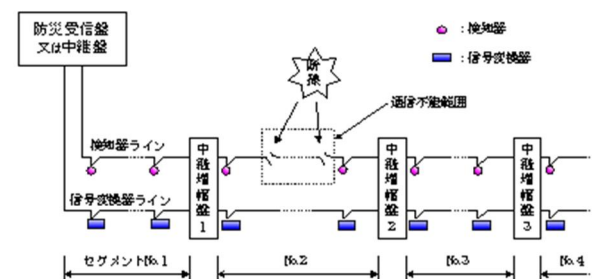 防災受信盤
又は中継盤
：検知器
：信号変換器
断線
通信不能範囲
検知器ライン
信号変換器ライン
中継増幅盤1
中継増幅盤2
中継増幅盤3
セグメントNo.1
No.2
No.3
No.4